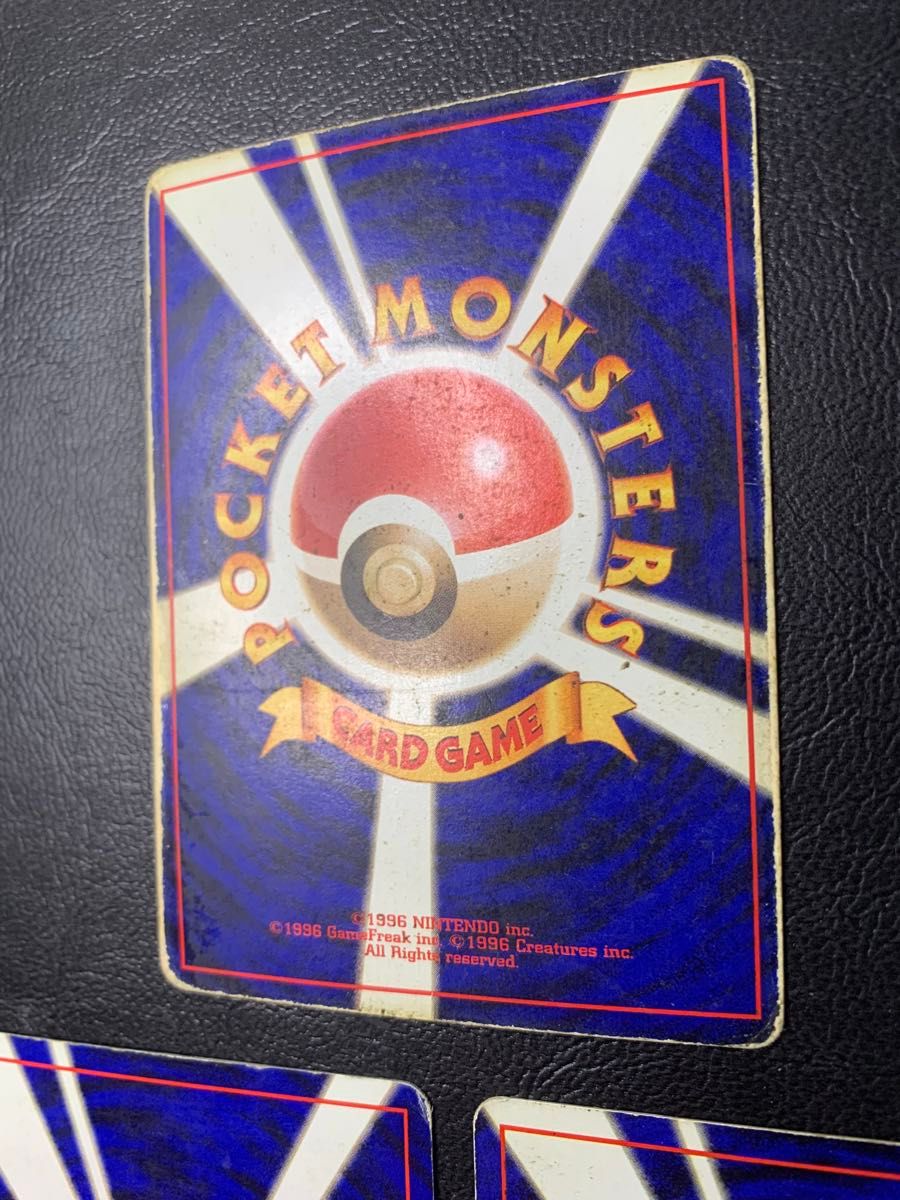 POCKET MONSTERS
CARD GAME
©1996 NINTENDO inc.
©1996 GameFreak inc. ©1996 Creatures inc.
All Rights reserved.